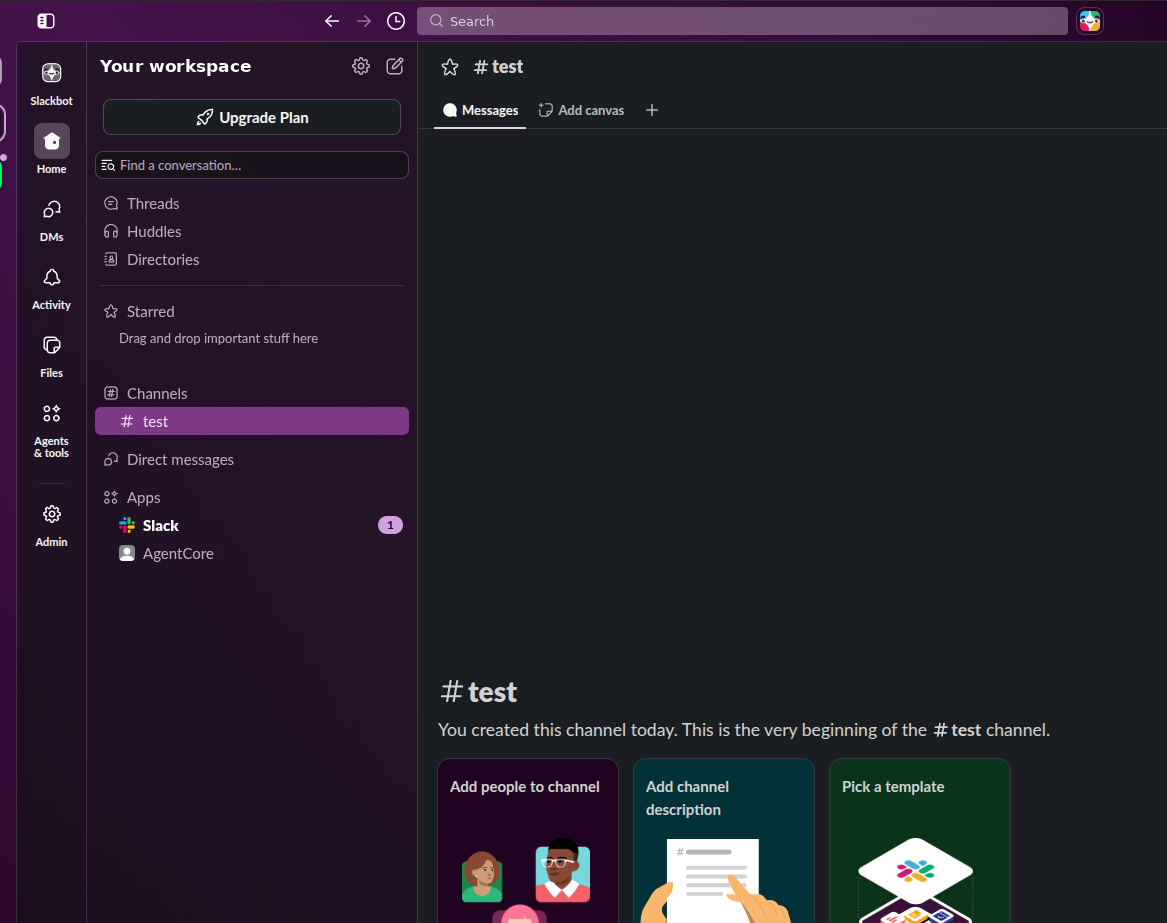 Search
Slackbot
Home
DMs
Activity
Files
Agents
& tools
Admin
Your workspace
Upgrade Plan
Find a conversation...
Threads
Huddles
Directories
Starred
Drag and drop important stuff here
Channels
# test
Direct messages
Apps
Slack 1
AgentCore
# test
Messages Add canvas +
# test
You created this channel today. This is the very beginning of the # test channel.
Add people to channel
Add channel
description
#
Pick a template